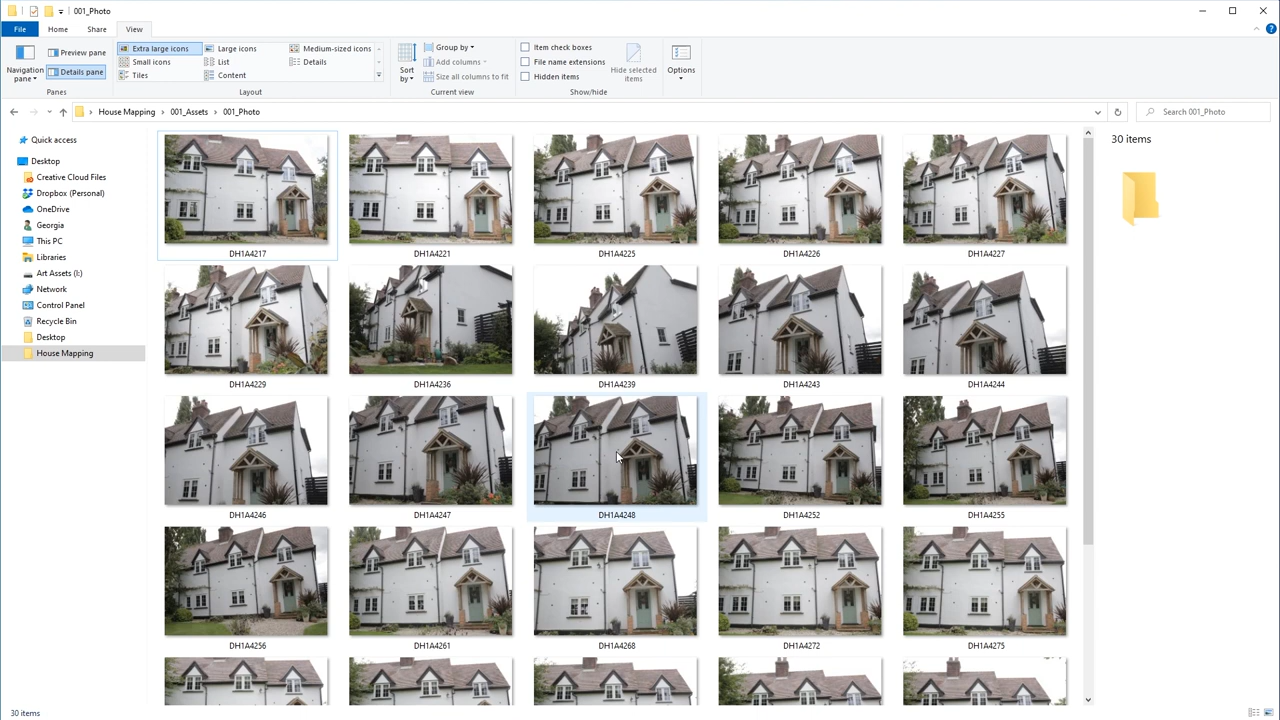 001_Photo
File Home Share View
Navigation pane
Preview pane
Details pane
Panes
Extra large icons Large icons Medium-sized icons
Small icons List Details
Tiles Content
Layout
Sort by
Group by
Add columns
Size all columns to fit
Current view
Item check boxes
File name extensions
Hidden items
Hide selected items
Show/hide
Options
House Mapping 001_Assets 001_Photo
Search 001_Photo
Quick access
Desktop
Creative Cloud Files
Dropbox (Personal)
OneDrive
Georgia
This PC
Libraries
Art Assets (I:)
Network
Control Panel
Recycle Bin
Desktop
House Mapping
DH1A4217 DH1A4221 DH1A4225 DH1A4226 DH1A4227
DH1A4229 DH1A4236 DH1A4239 DH1A4243 DH1A4244
DH1A4246 DH1A4247 DH1A4248 DH1A4252 DH1A4255
DH1A4256 DH1A4261 DH1A4268 DH1A4272 DH1A4275
30 items
30 items